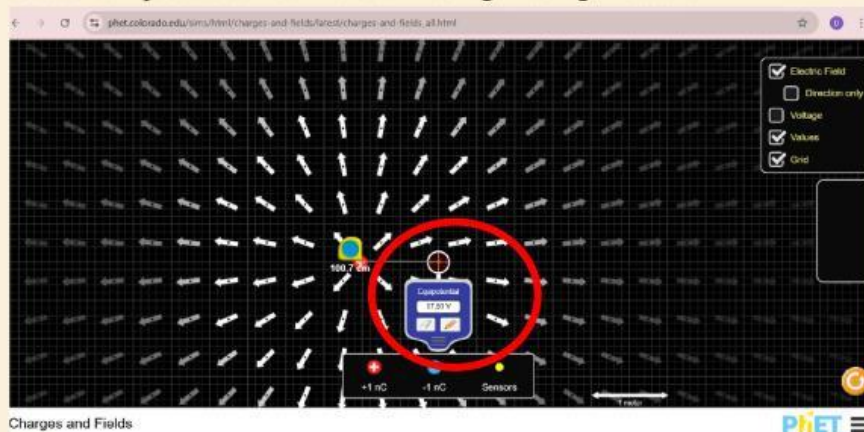 phet.colorado.edu/sims/html/charges-and-fields/latest/charges-and-fields_all.html
Electric Field
Direction only
Voltage
Values
Grid
100.7 cm
Equipotential
+1 nC
-1 nC
Sensors
1 meter
Charges and Fields
PhET